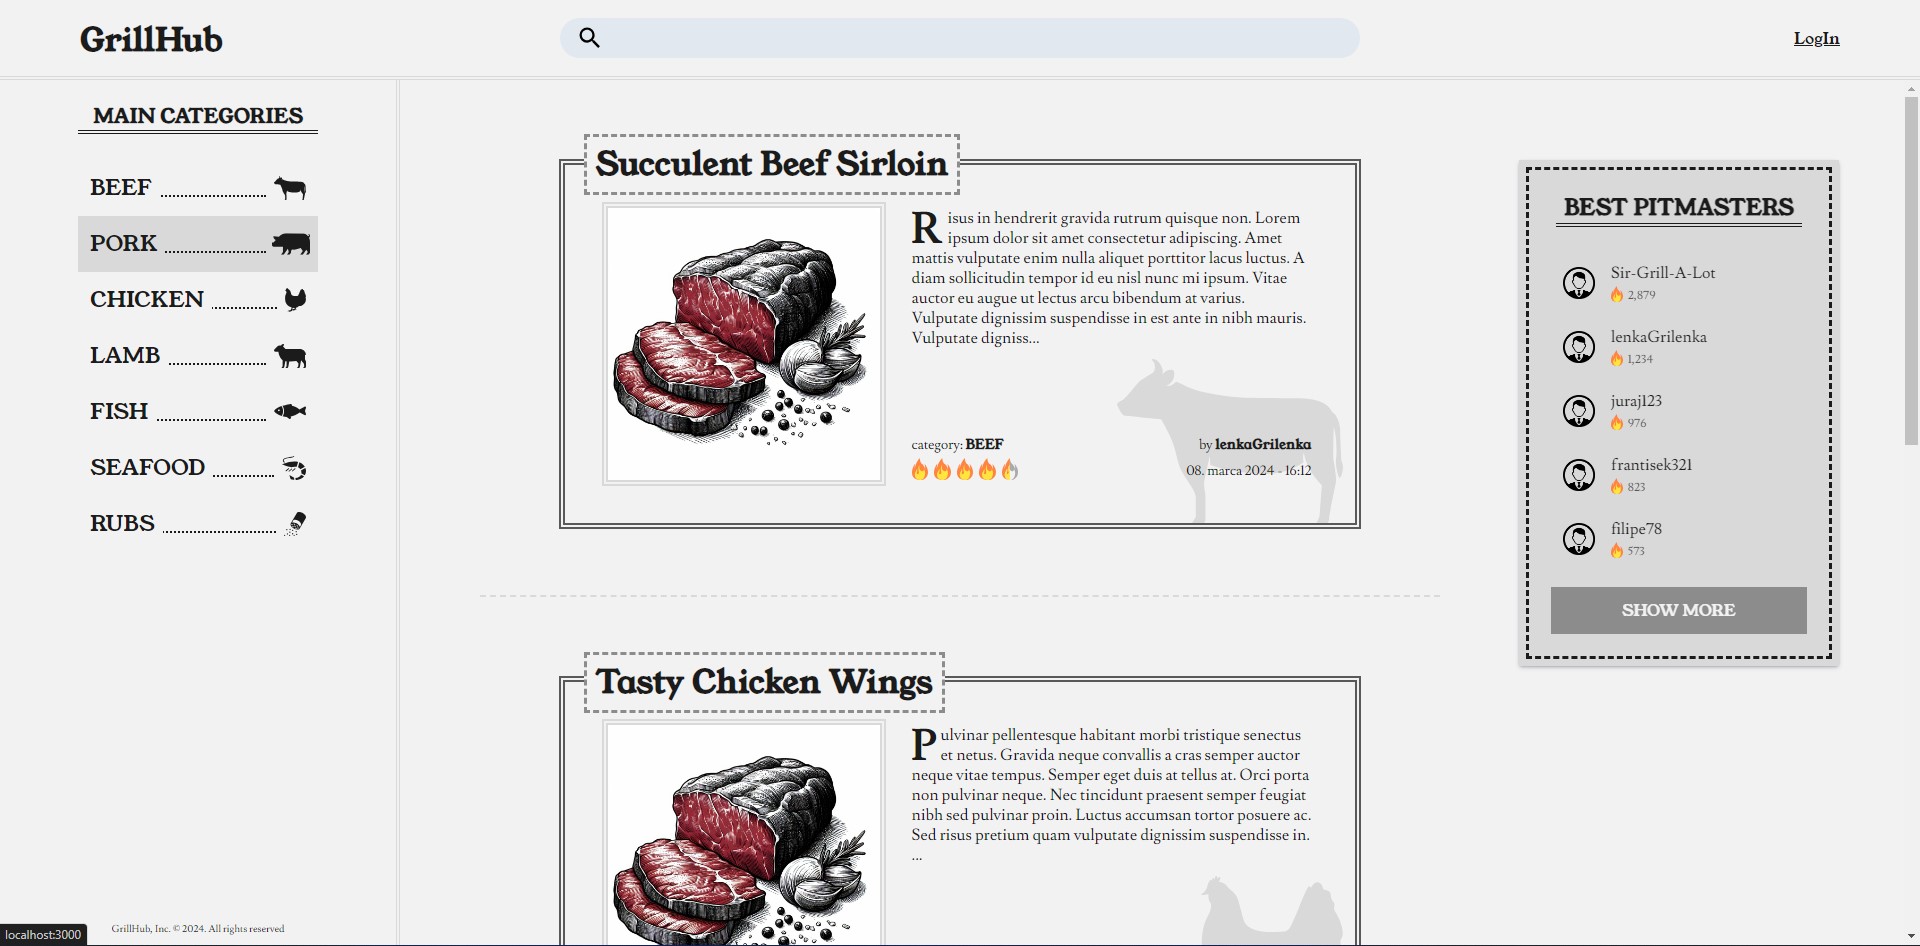 GrillHub
LogIn
MAIN CATEGORIES
BEEF
PORK
CHICKEN
LAMB
FISH
SEAFOOD
RUBS
GrillHub, Inc. © 2024. All rights reserved
localhost:3000
Succulent Beef Sirloin
Risus in hendrerit gravida rutrum quisque non. Lorem
ipsum dolor sit amet consectetur adipiscing. Amet
mattis vulputate enim nulla aliquet porttitor lacus luctus. A
diam sollicitudin tempor id eu nisl nunc mi ipsum. Vitae
auctor eu augue ut lectus arcu bibendum at varius.
Vulputate dignissim suspendisse in est ante in nibh mauris.
Vulputate digniss...
category: BEEF
by lenkaGrilenka
08. marca 2024 - 16:12
Tasty Chicken Wings
Pulvinar pellentesque habitant morbi tristique senectus
et netus. Gravida neque convallis a cras semper auctor
neque vitae tempus. Semper eget duis at tellus at. Orci porta
non pulvinar neque. Nec tincidunt praesent semper feugiat
nibh sed pulvinar proin. Luctus accumsan tortor posuere ac.
Sed risus pretium quam vulputate dignissim suspendisse in.
...
BEST PITMASTERS
Sir-Grill-A-Lot
2,879
lenkaGrilenka
1,234
juraj123
976
frantisek321
823
filipe78
573
SHOW MORE